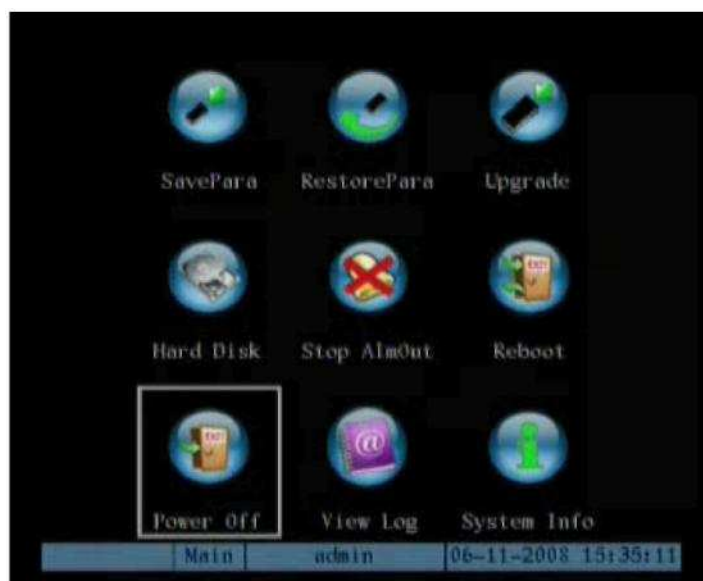 SavePara RestorePara Upgrade
Hard Disk Stop AlmOut Reboot
Power Off View Log System Info
Main admin 06-11-2008 15:35:11